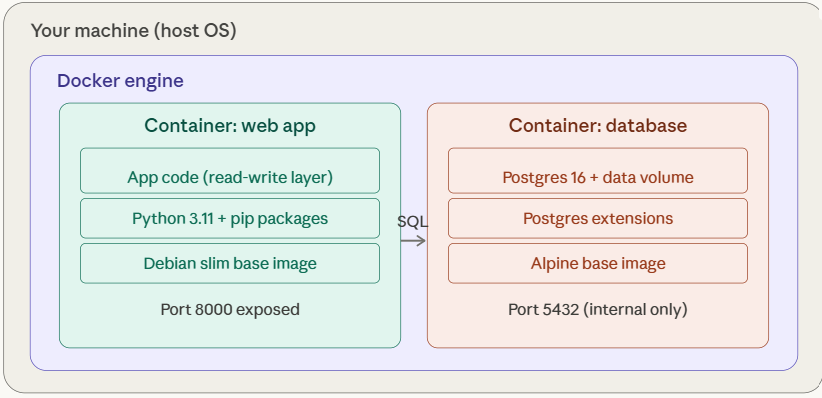 Your machine (host OS)
Docker engine
Container: web app
App code (read-write layer)
Python 3.11 + pip packages
Debian slim base image
Port 8000 exposed
SQL
Container: database
Postgres 16 + data volume
Postgres extensions
Alpine base image
Port 5432 (internal only)